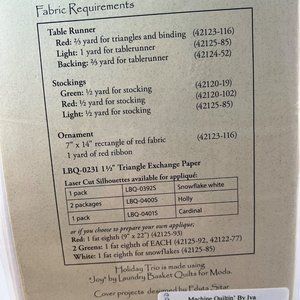 Fabric Requirements
Table Runner
Red: ⅔ yard for triangles and binding (42123-116)
Light: 1 yard for tablerunner (42125-85)
Backing: ⅔ yard for tablerunner (42124-52)
Stockings
Green: ½ yard for stocking (42120-19)
Red: ½ yard for stocking (42120-102)
Light: ½ yard for stocking (42125-85)
Ornament
7" x 14" rectangle of red fabric (42123-116)
1 yard of red ribbon
LBQ-0231 1½" Triangle Exchange Paper
Laser Cut Silhouettes available for appliqué:
1 pack LBQ-0392S Snowflake white
2 packages LBQ-0400S Holly
1 pack LBQ-0401S Cardinal
or if you choose to prepare your own applique;
Red: 1 fat eighth (9" x 22") (42125-93)
Green: 1 fat eighth of EACH (42125-92, 42122-77)
White: 1 fat eighth for snowflakes (42125-85)
Holiday Trio is made using
"Joy" by Laundry Basket Quilts for Moda.
Cover projects designed by Edyta Sitar
Machine Quiltin' By Iva